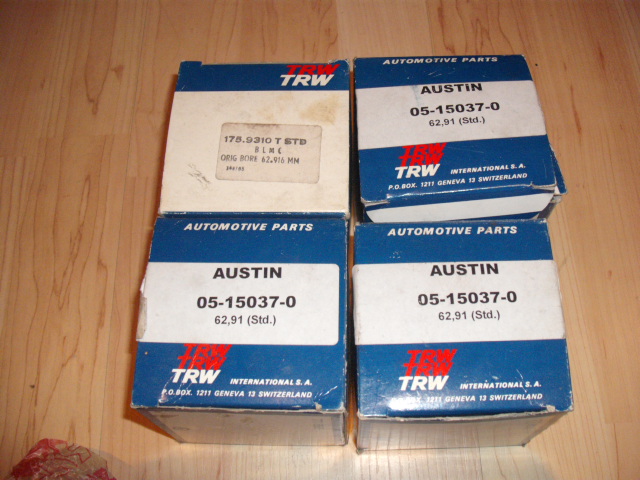 TRW
TRW
175.9310 T STD
BLMC
ORIG BORE 62.916 MM
AUTOMOTIVE PARTS
AUSTIN
05-15037-0
62,91 (Std.)
TRW
TRW
TRW
INTERNATIONAL S.A.
P.O.BOX. 1211 GENEVA 13 SWITZERLAND
AUTOMOTIVE PARTS
AUSTIN
05-15037-0
62,91 (Std.)
TRW
TRW
TRW
INTERNATIONAL S.A.
P.O.BOX. 1211 GENEVA 13 SWITZERLAND
AUTOMOTIVE PARTS
AUSTIN
05-15037-0
62,91 (Std.)
TRW
TRW
TRW
INTERNATIONAL S.A.
P.O.BOX. 1211 GENEVA 13 SWITZERLAND